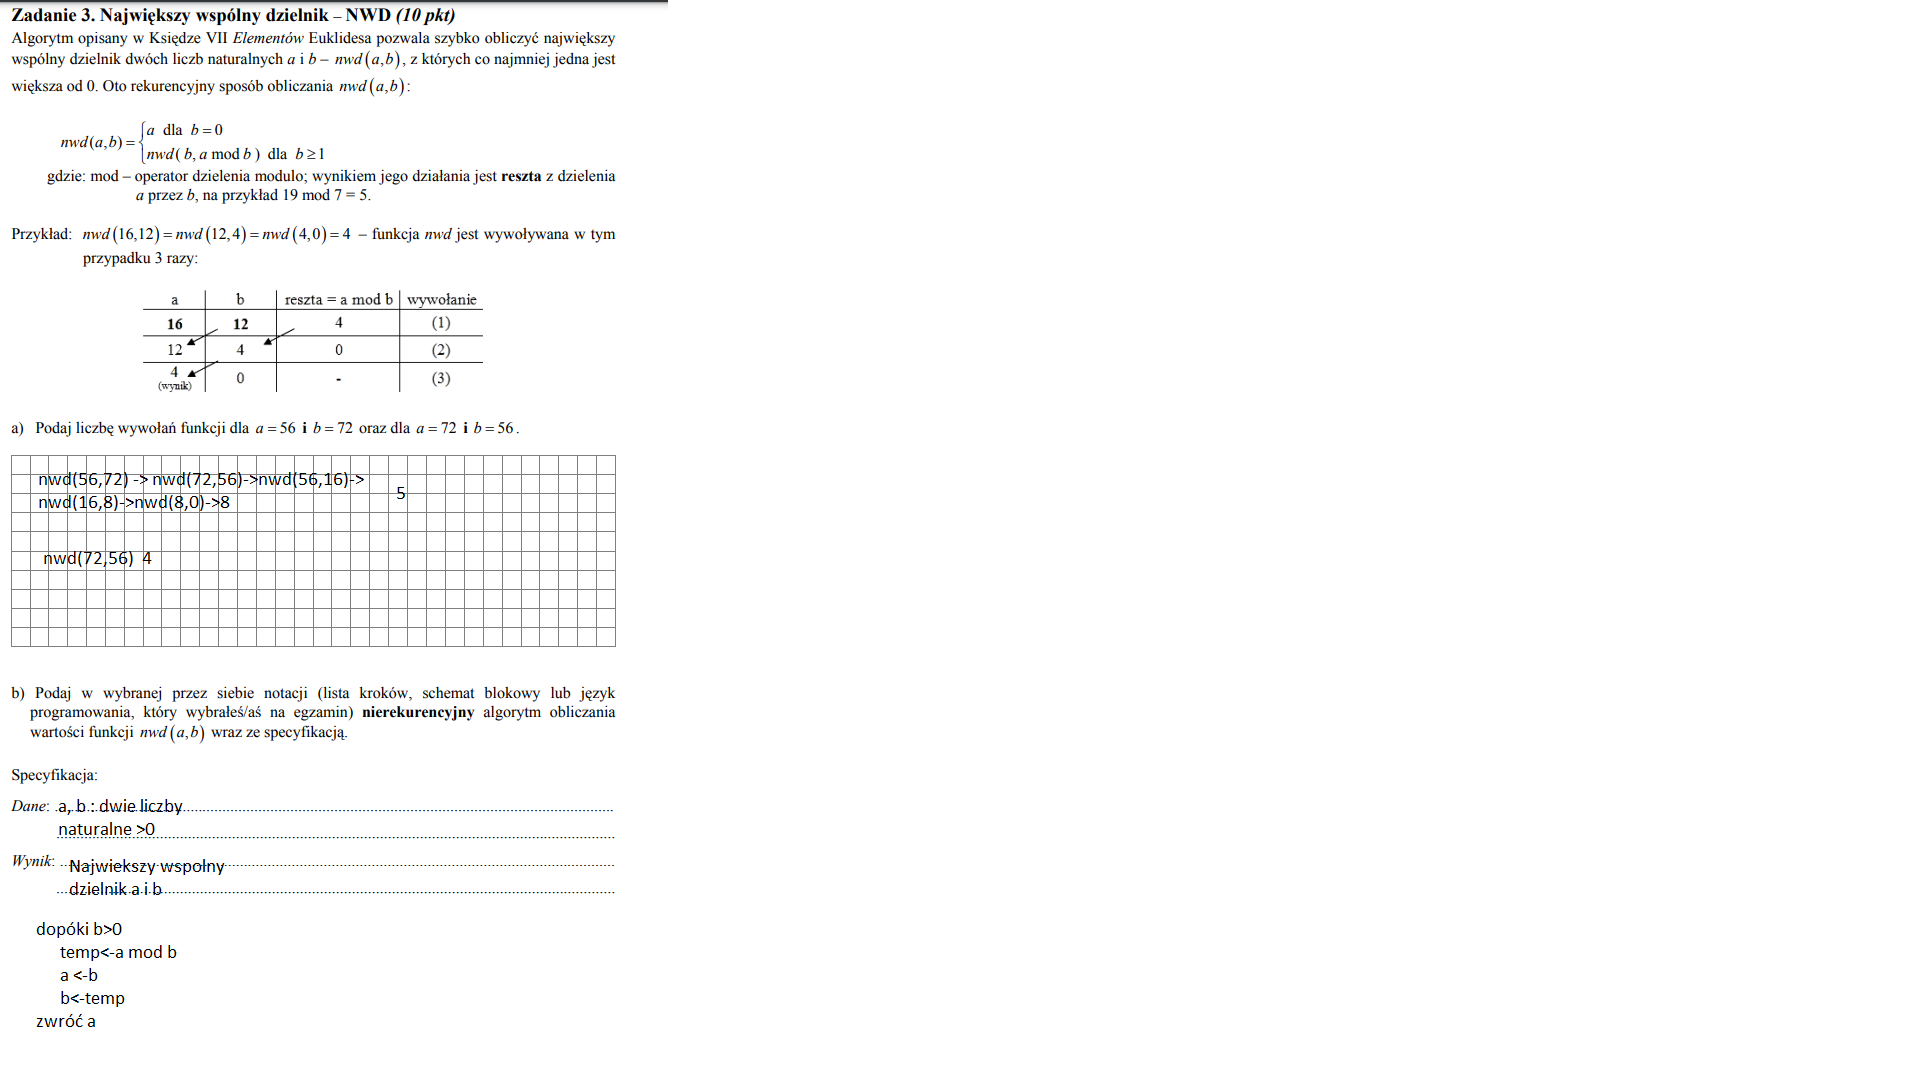 Zadanie 3. Największy wspólny dzielnik – NWD (10 pkt)
Algorytm opisany w Księdze VII Elementów Euklidesa pozwala szybko obliczyć największy
wspólny dzielnik dwóch liczb naturalnych a i b – nwd(a,b), z których co najmniej jedna jest
większa od 0. Oto rekurencyjny sposób obliczania nwd(a,b):
nwd(a,b) = { a dla b = 0
nwd( b, a mod b ) dla b ≥ 1
gdzie: mod – operator dzielenia modulo; wynikiem jego działania jest reszta z dzielenia
a przez b, na przykład 19 mod 7 = 5.
Przykład: nwd(16,12) = nwd(12,4) = nwd(4,0) = 4 – funkcja nwd jest wywoływana w tym
przypadku 3 razy:
a b reszta = a mod b wywołanie
16 12 4 (1)
12 4 0 (2)
4 0 - (3)
(wynik)
a) Podaj liczbę wywołań funkcji dla a = 56 i b = 72 oraz dla a = 72 i b = 56.
nwd(56,72) -> nwd(72,56)->nwd(56,16)->
5
nwd(16,8)->nwd(8,0)->8
nwd(72,56) 4
b) Podaj w wybranej przez siebie notacji (lista kroków, schemat blokowy lub język
programowania, który wybrałeś/aś na egzamin) nierekurencyjny algorytm obliczania
wartości funkcji nwd(a,b) wraz ze specyfikacją.
Specyfikacja:
Dane: a, b : dwie liczby
naturalne >0
Wynik: Najwiekszy wspolny
dzielnik a i b
dopóki b>0
temp<-a mod b
a <-b
b<-temp
zwróć a